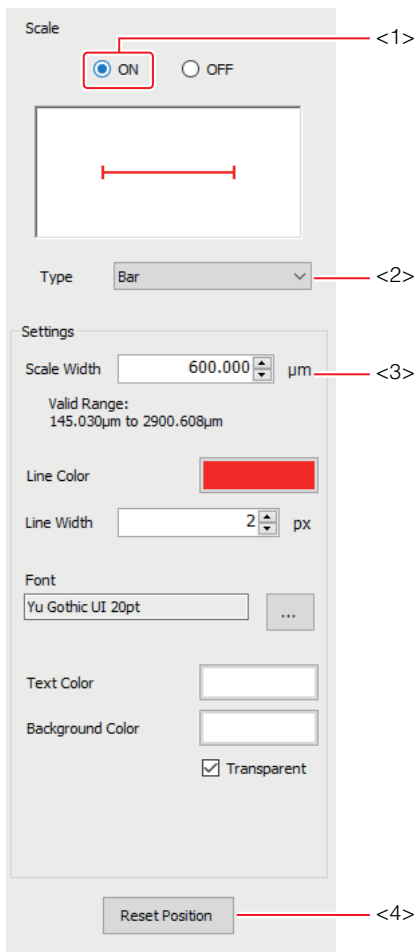 Scale
ON OFF <1>
Type Bar <2>
Settings
Scale Width 600.000 µm <3>
Valid Range:
145.030µm to 2900.608µm
Line Color
Line Width 2 px
Font
Yu Gothic UI 20pt ...
Text Color
Background Color
Transparent
Reset Position <4>